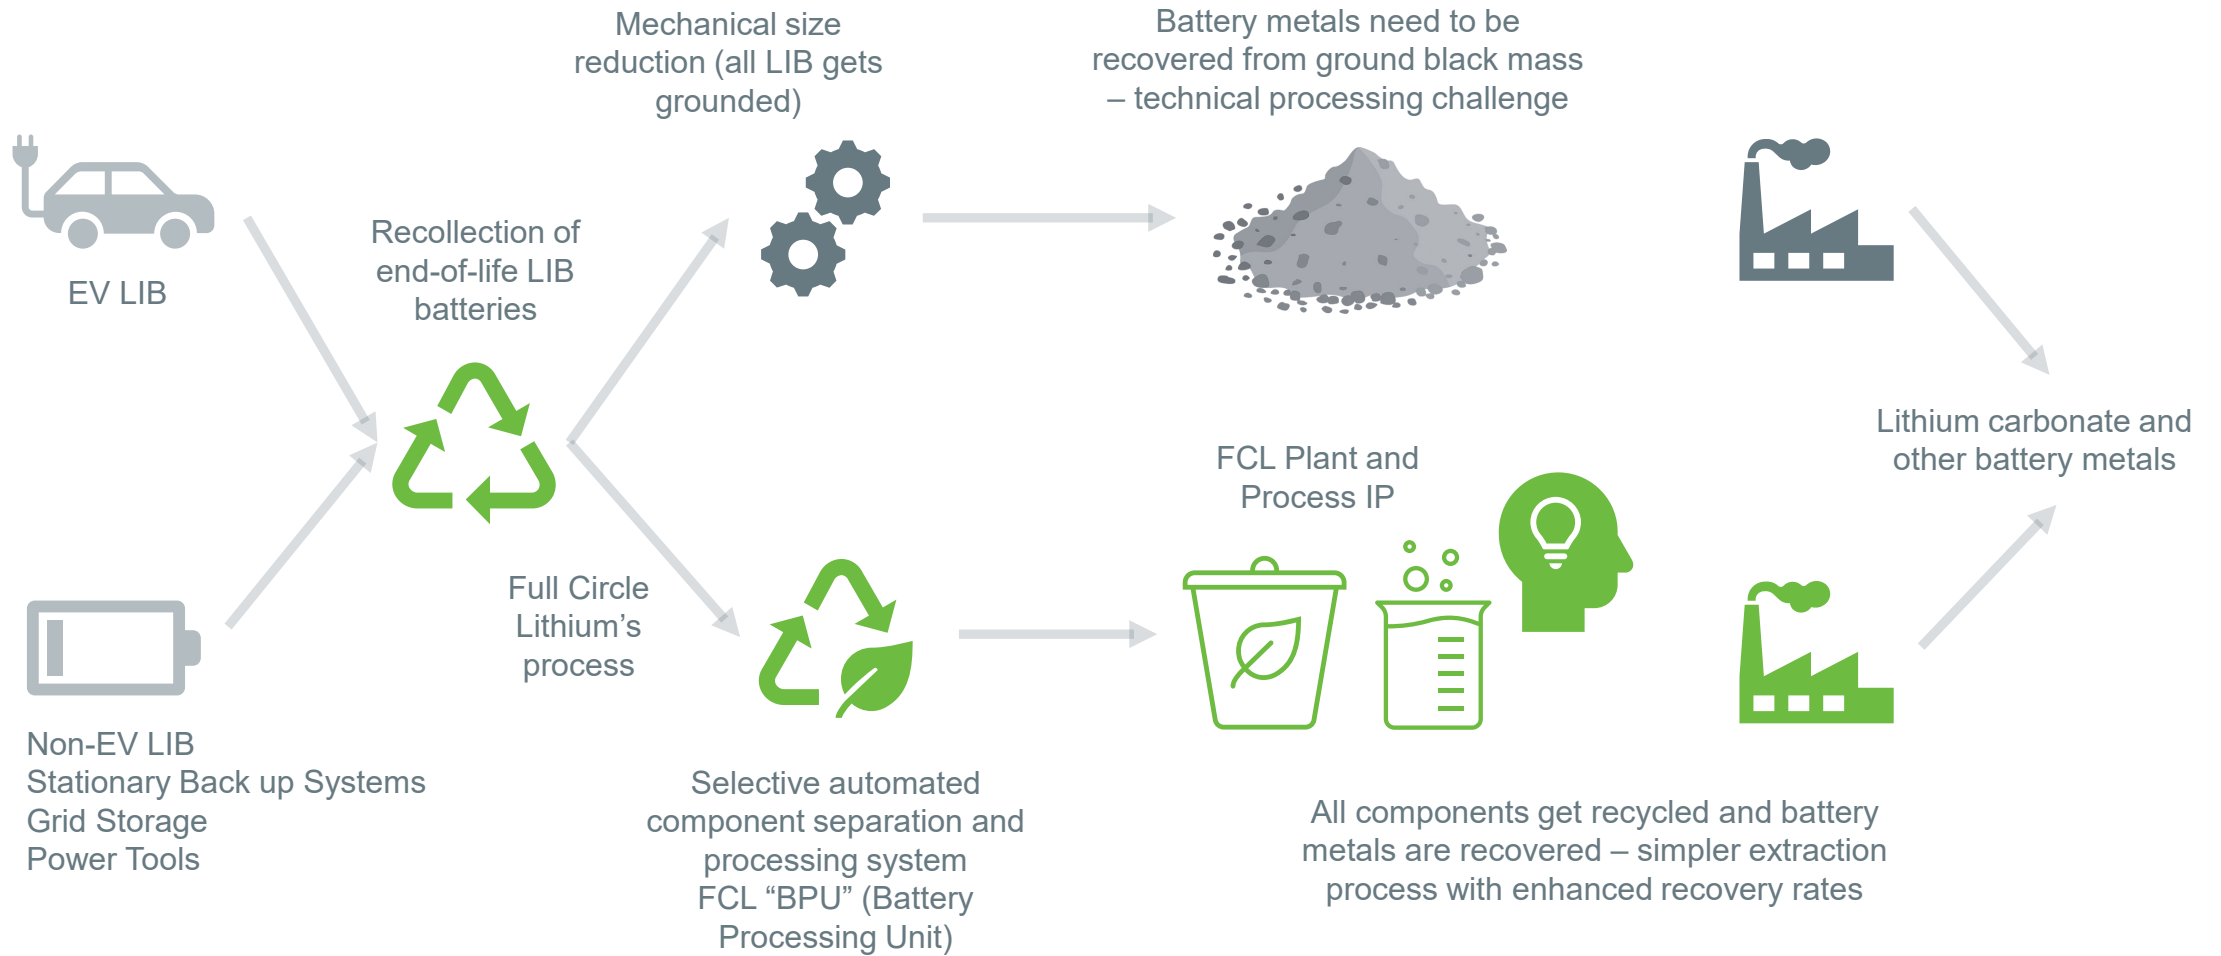 Mechanical size
reduction (all LIB gets
grounded)
Battery metals need to be
recovered from ground black mass
– technical processing challenge
EV LIB
Recollection of
end-of-life LIB
batteries
Lithium carbonate and
other battery metals
FCL Plant and
Process IP
Full Circle
Lithium’s
process
Non-EV LIB
Stationary Back up Systems
Grid Storage
Power Tools
Selective automated
component separation and
processing system
FCL “BPU” (Battery
Processing Unit)
All components get recycled and battery
metals are recovered – simpler extraction
process with enhanced recovery rates